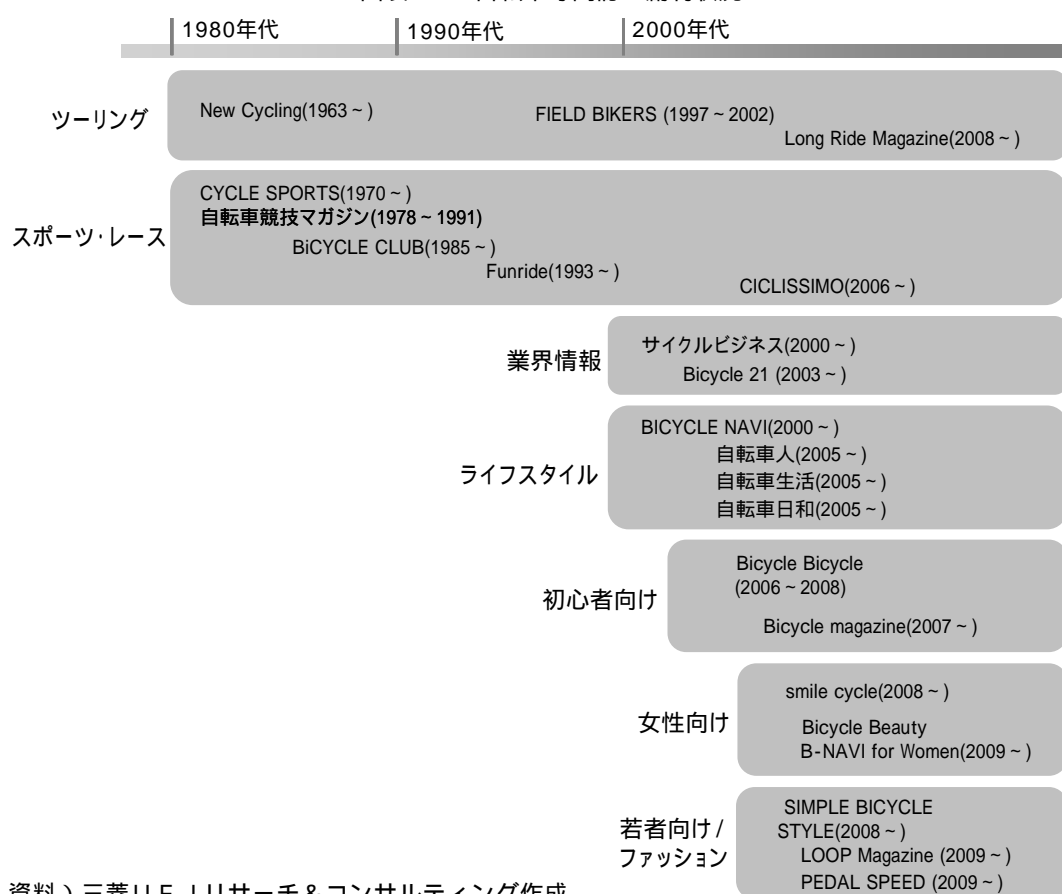 1980年代
1990年代
2000年代
ツーリング
New Cycling(1963～)
FIELD BIKERS (1997～2002)
Long Ride Magazine(2008～)
スポーツ･レース
CYCLE SPORTS(1970～)
自転車競技マガジン(1978～1991)
BiCYCLE CLUB(1985～)
Funride(1993～)
CICLISSIMO(2006～)
業界情報
サイクルビジネス(2000～)
Bicycle 21 (2003～)
ライフスタイル
BICYCLE NAVI(2000～)
自転車人(2005～)
自転車生活(2005～)
自転車日和(2005～)
初心者向け
Bicycle Bicycle
(2006～2008)
Bicycle magazine(2007～)
女性向け
smile cycle(2008～)
Bicycle Beauty
B-NAVI for Women(2009～)
若者向け/
ファッション
SIMPLE BICYCLE
STYLE(2008～)
LOOP Magazine (2009～)
PEDAL SPEED (2009～)
資料）三菱UFJリサーチ＆コンサルティング作成